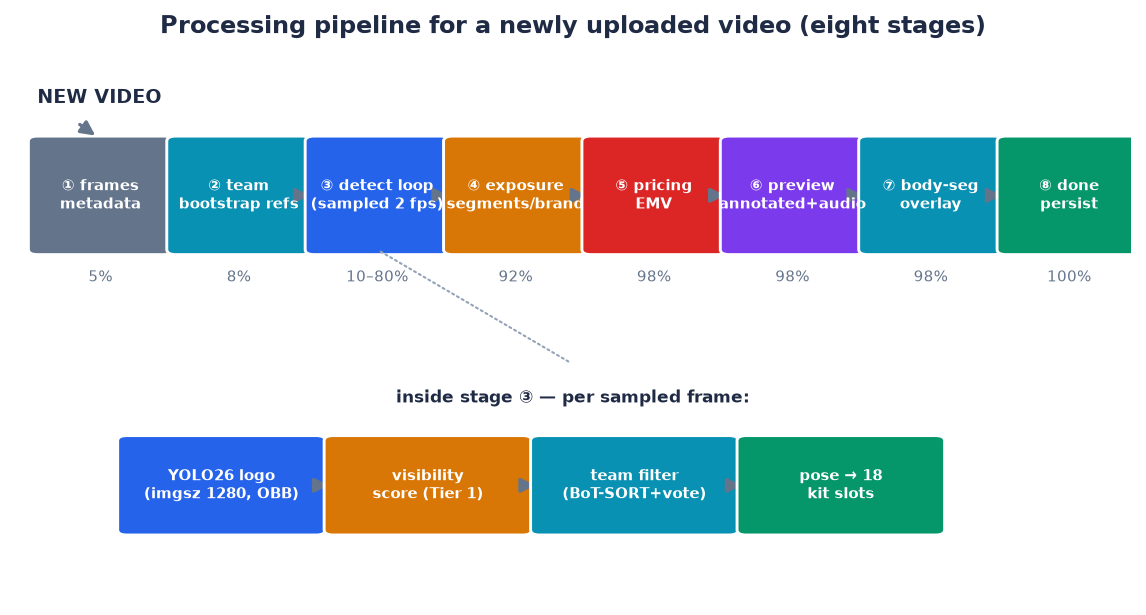 Processing pipeline for a newly uploaded video (eight stages)
NEW VIDEO
① frames
metadata
② team
bootstrap refs
③ detect loop
(sampled 2 fps)
④ exposure
segments/brand
⑤ pricing
EMV
⑥ preview
annotated+audio
⑦ body-seg
overlay
⑧ done
persist
5%
8%
10–80%
92%
98%
98%
98%
100%
inside stage ③ — per sampled frame:
YOLO26 logo
(imgsz 1280, OBB)
visibility
score (Tier 1)
team filter
(BoT-SORT+vote)
pose → 18
kit slots